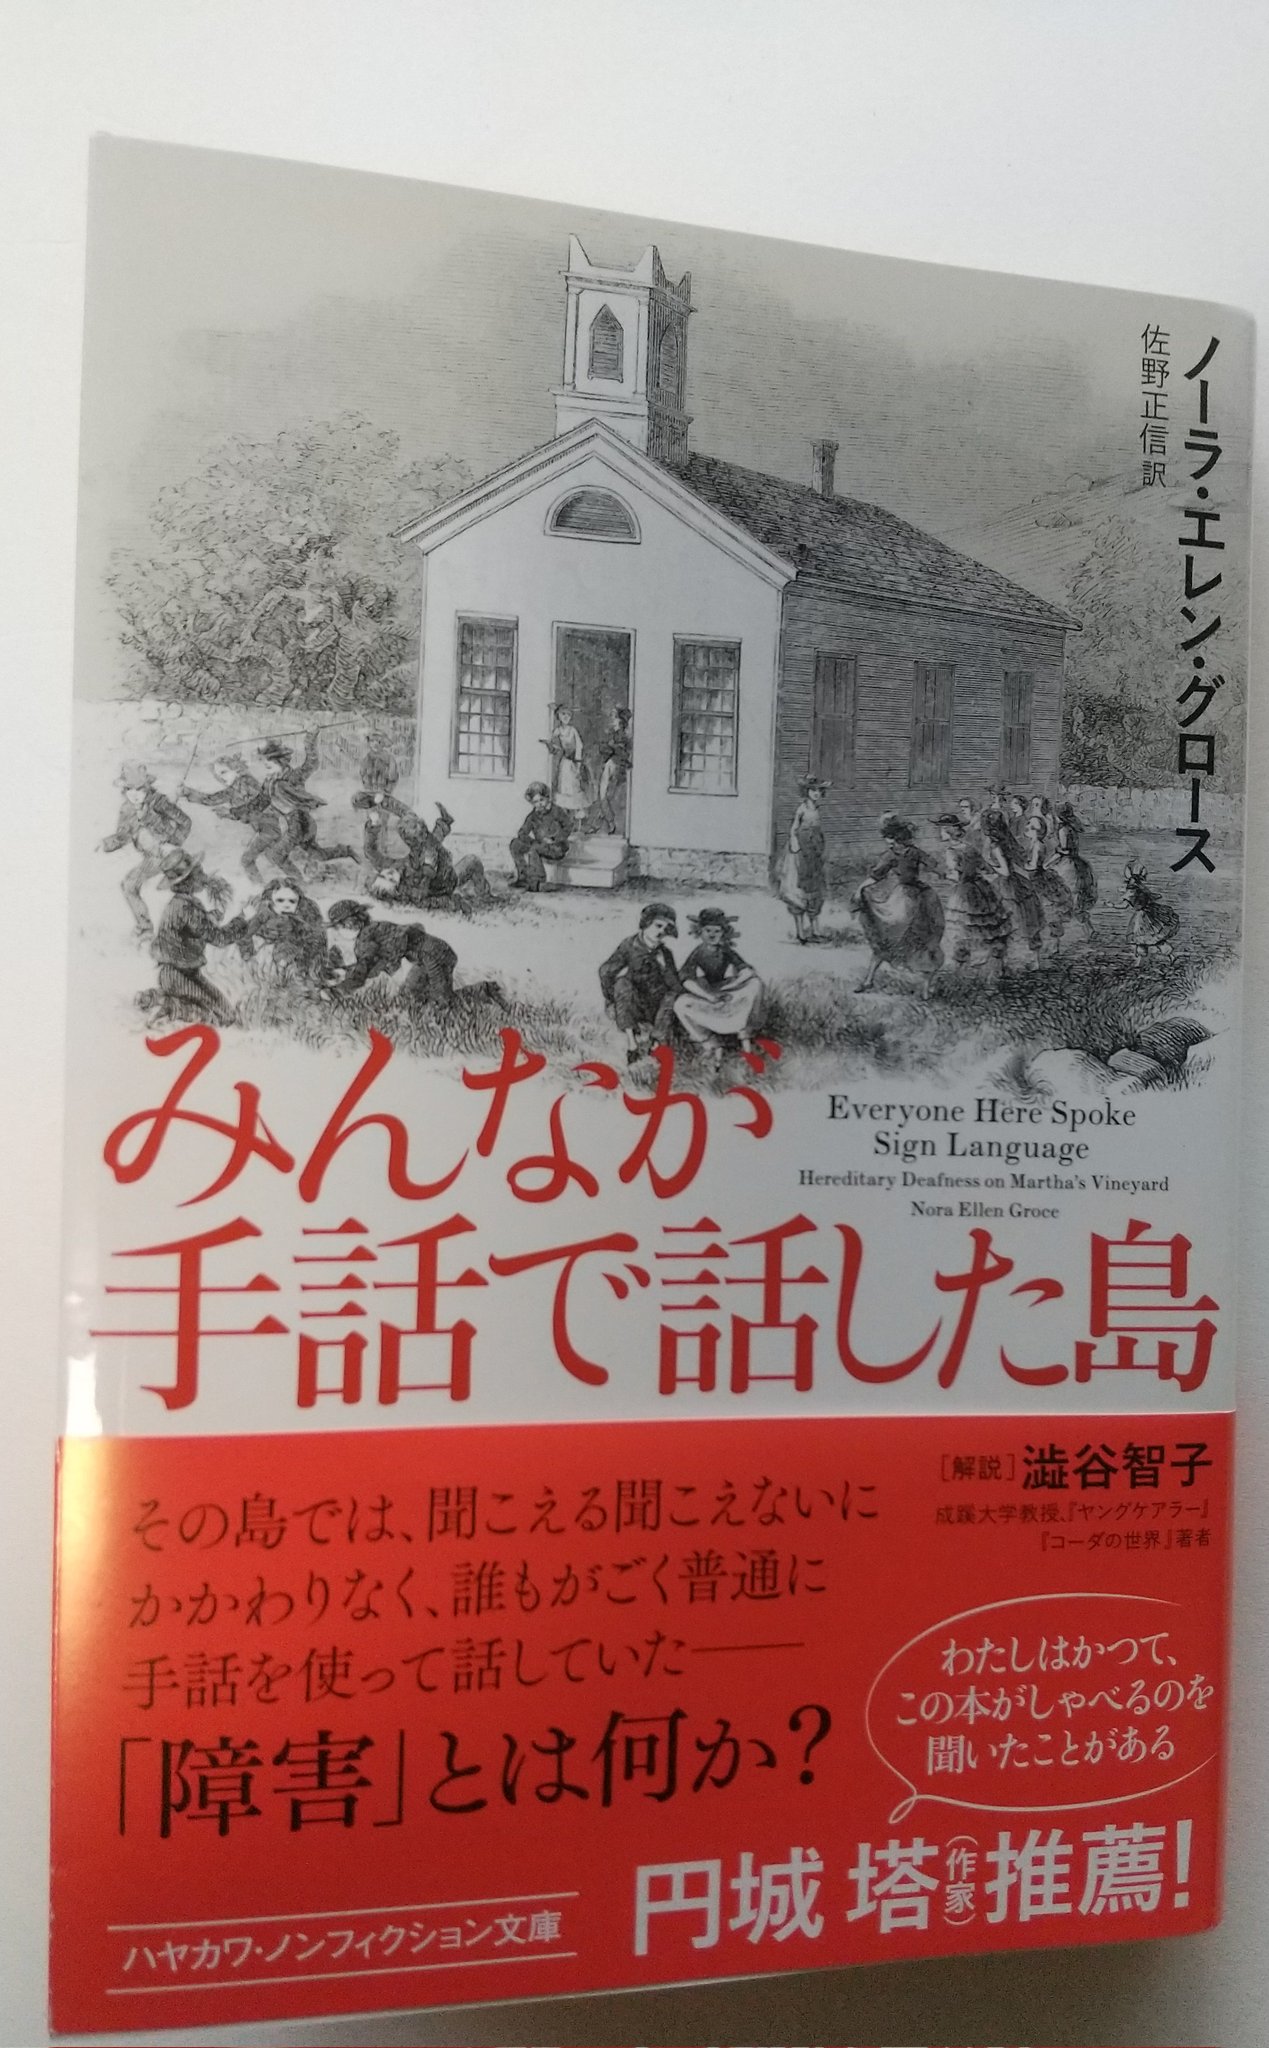 ノーラ・エレン・グロース
佐野正信訳
みんなが
Everyone Here Spoke
Sign Language
Hereditary Deafness on Martha's Vineyard
Nora Ellen Groce
手話で話した島
[解説]澁谷智子
成蹊大学教授、『ヤングケアラー』
『コーダの世界』著者
その島では、聞こえる聞こえないに
かかわりなく、誰もがごく普通に
手話を使って話していた――
「障害」とは何か?
わたしはかつて、
この本がしゃべるのを
聞いたことがある
円城 塔(作家)推薦!
ハヤカワ・ノンフィクション文庫